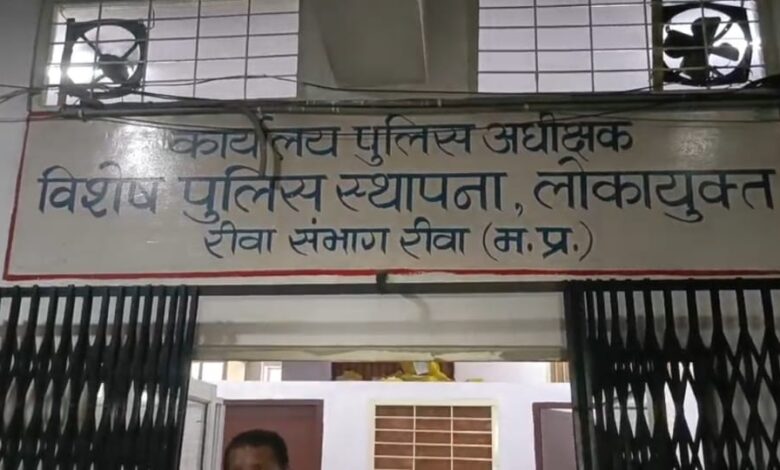 कार्यालय पुलिस अधीक्षक
विशेष पुलिस स्थापना, लोकायुक्त
रीवा संभाग रीवा (म.प्र.)